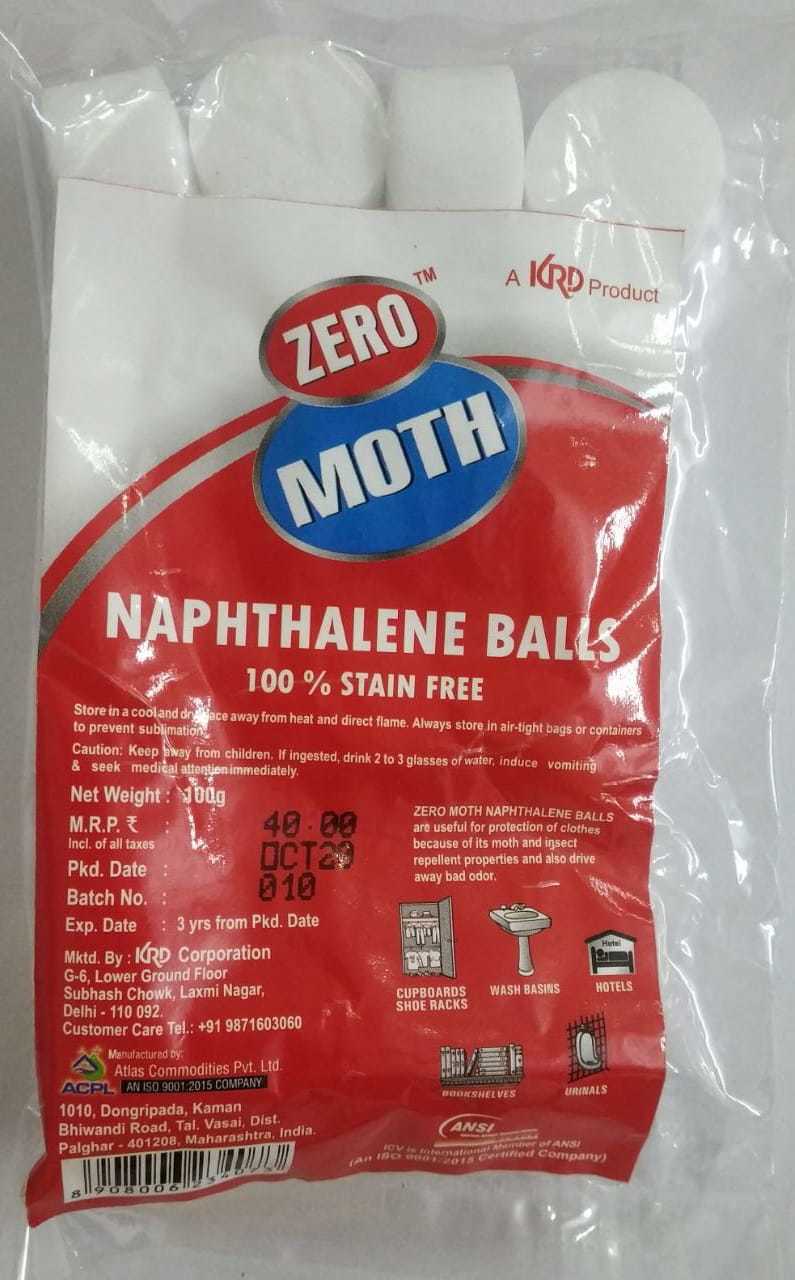 ZERO
MOTH
TM
A KRD Product
NAPHTHALENE BALLS
100 % STAIN FREE
Store in a cool and dry place away from heat and direct flame. Always store in air-tight bags or containers
to prevent sublimation.
Caution: Keep away from children. If ingested, drink 2 to 3 glasses of water, induce vomiting
& seek medical attention immediately.
Net Weight : 100g
M.R.P. ₹ : 40.00
Incl. of all taxes
Pkd. Date : OCT20
Batch No. : 010
Exp. Date : 3 yrs from Pkd. Date
ZERO MOTH NAPHTHALENE BALLS
are useful for protection of clothes
because of its moth and insect
repellent properties and also drive
away bad odor.
Mktd. By : KRD Corporation
G-6, Lower Ground Floor
Subhash Chowk, Laxmi Nagar,
Delhi - 110 092.
Customer Care Tel.: +91 9871603060
CUPBOARDS
SHOE RACKS
WASH BASINS
Hotel
HOTELS
BOOKSHELVES
URINALS
Manufactured by:
Atlas Commodities Pvt. Ltd.
ACPL AN ISO 9001:2015 COMPANY
1010, Dongripada, Kaman
Bhiwandi Road, Tal. Vasai, Dist.
Palghar - 401208, Maharashtra, India.
ANSI
ICV is International Member of ANSI
(An ISO 9001:2015 Certified Company)
8 908006